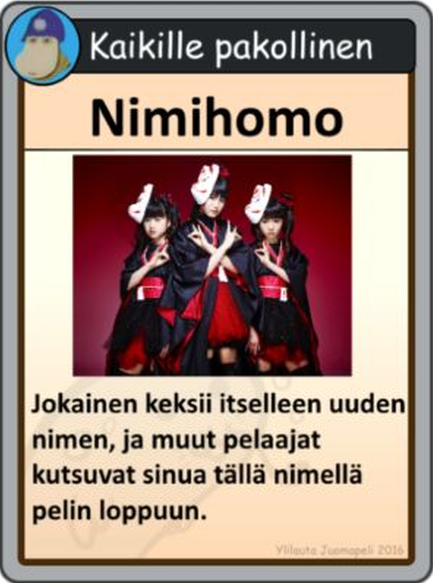 Kaikille pakollinen
Nimihomo
Jokainen keksii itselleen uuden
nimen, ja muut pelaajat
kutsuvat sinua tällä nimellä
pelin loppuun.
Ylilauta Juomapeli 2016